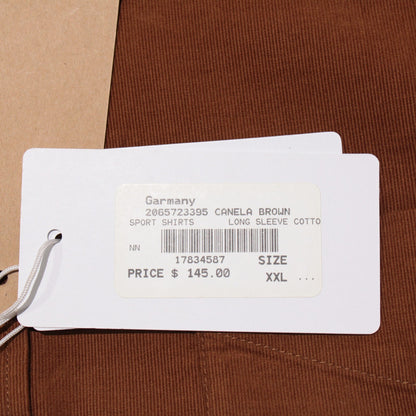 Garmany
2065723395 CANELA BROWN
SPORT SHIRTS LONG SLEEVE COTTO
NN
17834587 SIZE
PRICE $ 145.00 XXL ...